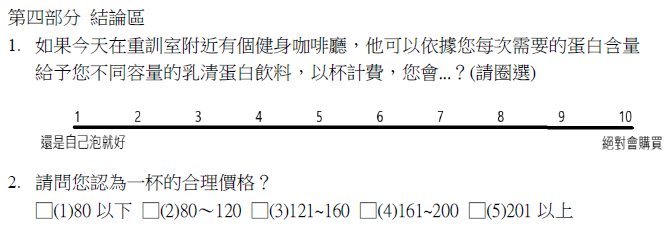 第四部分 結論區
1. 如果今天在重訓室附近有個健身咖啡廳，他可以依據您每次需要的蛋白含量
給予您不同容量的乳清蛋白飲料，以杯計費，您會...？(請圈選)
1 2 3 4 5 6 7 8 9 10
還是自己泡就好 絕對會購買
2. 請問您認為一杯的合理價格？
□(1)80 以下 □(2)80～120 □(3)121~160 □(4)161~200 □(5)201 以上